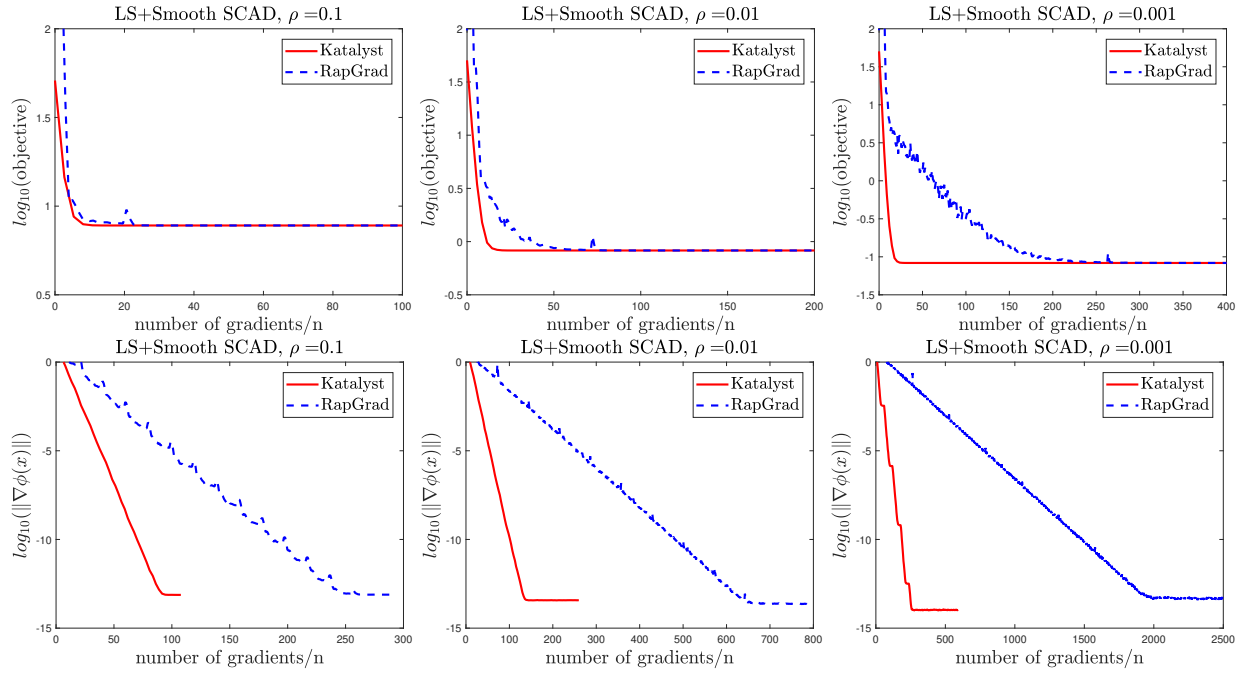 LS+Smooth SCAD, ρ =0.1
2
1.5
1
0.5
log₁₀(objective)
Katalyst
RapGrad
0 20 40 60 80 100
number of gradients/n
LS+Smooth SCAD, ρ =0.01
2
1.5
1
0.5
0
-0.5
log₁₀(objective)
Katalyst
RapGrad
0 50 100 150 200
number of gradients/n
LS+Smooth SCAD, ρ =0.001
2
1.5
1
0.5
0
-0.5
-1
-1.5
log₁₀(objective)
Katalyst
RapGrad
0 50 100 150 200 250 300 350 400
number of gradients/n
LS+Smooth SCAD, ρ =0.1
0
-5
-10
-15
log₁₀(‖∇ϕ(x)‖)
Katalyst
RapGrad
0 50 100 150 200 250 300
number of gradients/n
LS+Smooth SCAD, ρ =0.01
0
-5
-10
-15
log₁₀(‖∇ϕ(x)‖)
Katalyst
RapGrad
0 100 200 300 400 500 600 700 800
number of gradients/n
LS+Smooth SCAD, ρ =0.001
0
-5
-10
-15
log₁₀(‖∇ϕ(x)‖)
Katalyst
RapGrad
0 500 1000 1500 2000 2500
number of gradients/n